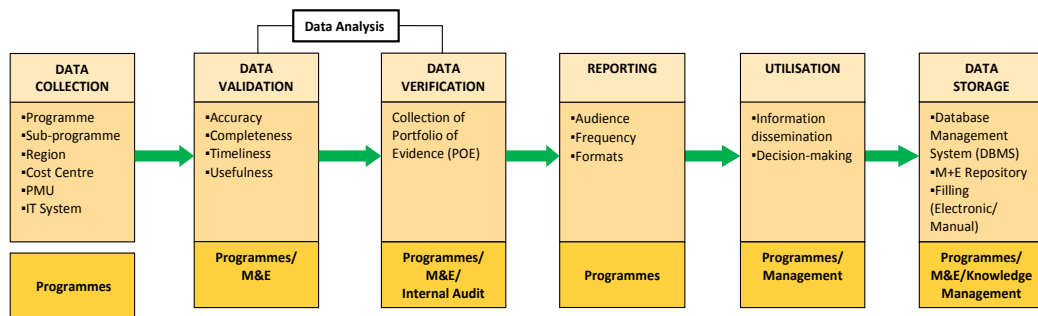 Data Analysis
DATA
COLLECTION
▪Programme
▪Sub-programme
▪Region
▪Cost Centre
▪PMU
▪IT System
Programmes
DATA
VALIDATION
▪Accuracy
▪Completeness
▪Timeliness
▪Usefulness
Programmes/
M&E
DATA
VERIFICATION
Collection of
Portfolio of
Evidence (POE)
Programmes/
M&E/
Internal Audit
REPORTING
▪Audience
▪Frequency
▪Formats
Programmes
UTILISATION
▪Information
dissemination
▪Decision-making
Programmes/
Management
DATA
STORAGE
▪Database
Management
System (DBMS)
▪M+E Repository
▪Filling
(Electronic/
Manual)
Programmes/
M&E/Knowledge
Management